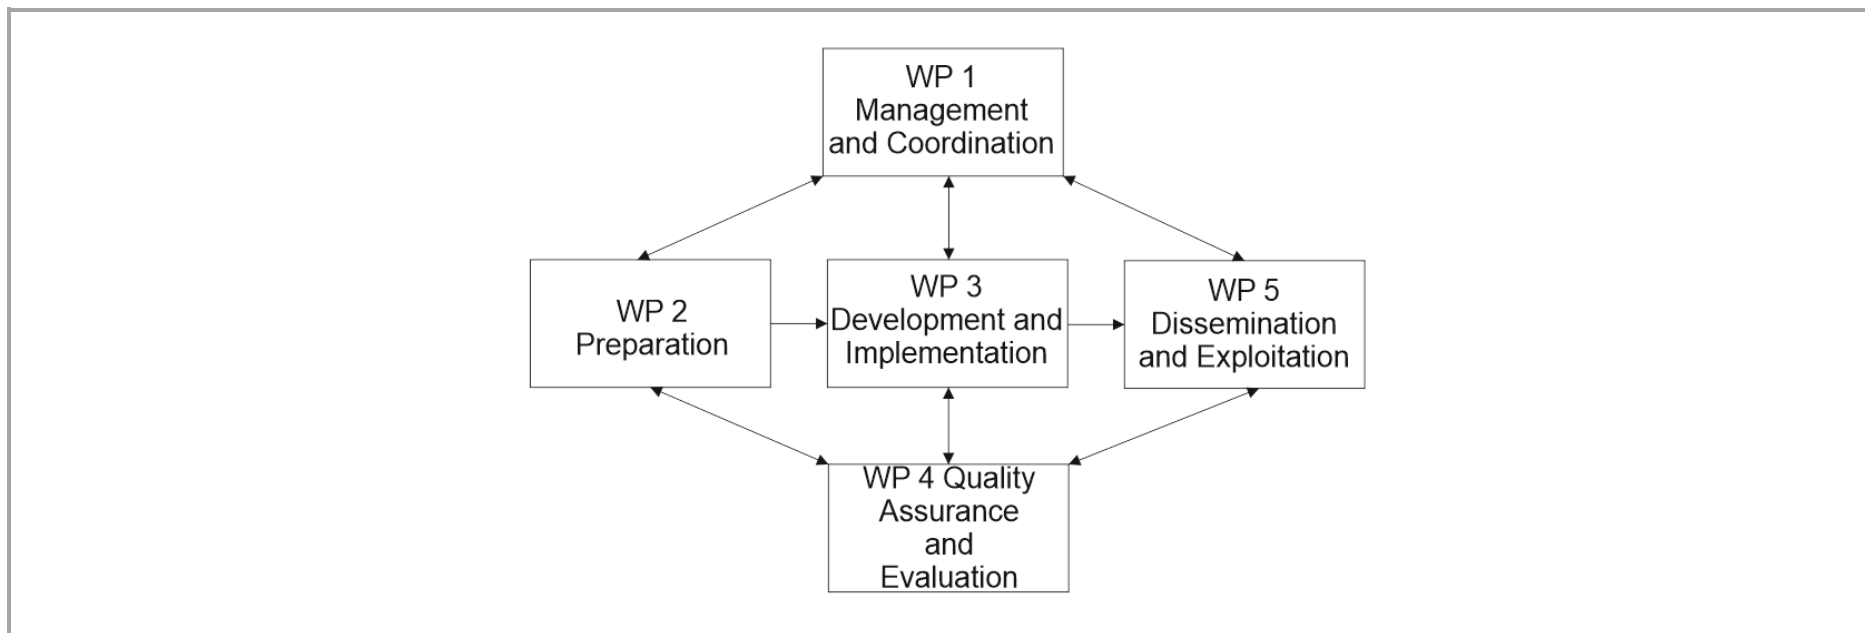 WP 1
Management
and Coordination
WP 2
Preparation
WP 3
Development and
Implementation
WP 5
Dissemination
and Exploitation
WP 4 Quality
Assurance
and
Evaluation